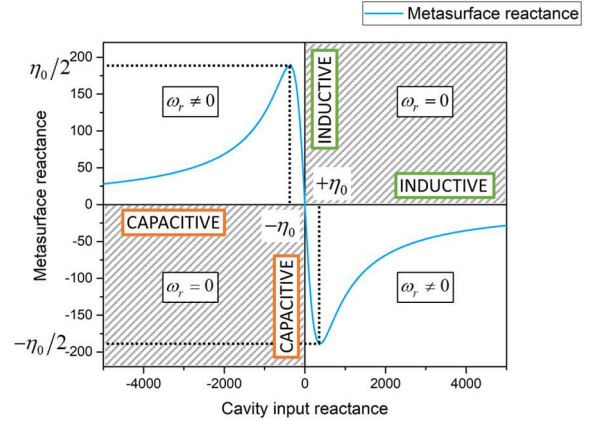 Metasurface reactance
η₀/2
200
150
100
50
0
-50
-100
-150
-200
−η₀/2
Metasurface reactance
ωᵣ ≠ 0
INDUCTIVE
ωᵣ = 0
+η₀
INDUCTIVE
CAPACITIVE
−η₀
ωᵣ = 0
CAPACITIVE
ωᵣ ≠ 0
-4000
-2000
0
2000
4000
Cavity input reactance